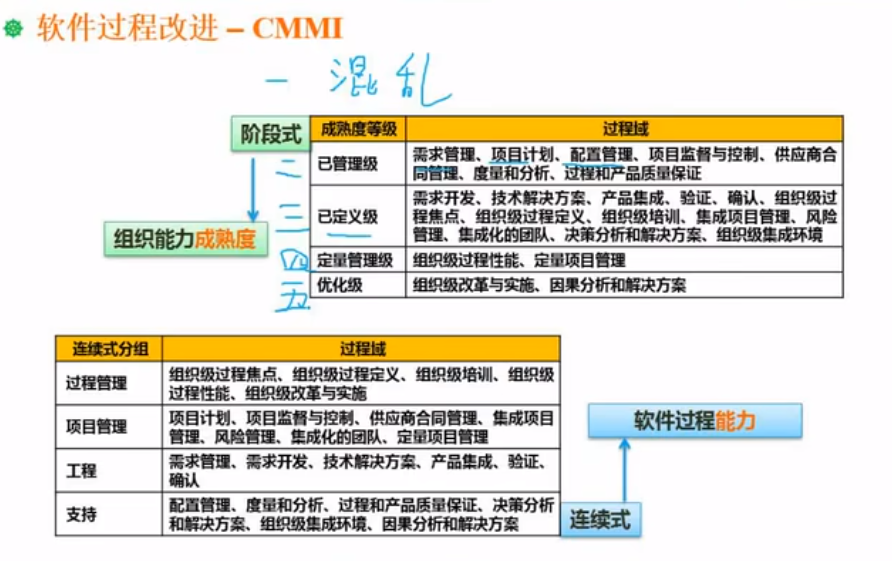 软件过程改进 – CMMI
一 混乱
阶段式
成熟度等级 过程域
二 已管理级 需求管理、项目计划、配置管理、项目监督与控制、供应商合
同管理、度量和分析、过程和产品质量保证
三 已定义级 需求开发、技术解决方案、产品集成、验证、确认、组织级过
程焦点、组织级过程定义、组织级培训、集成项目管理、风险
管理、集成化的团队、决策分析和解决方案、组织级集成环境
四 定量管理级 组织级过程性能、定量项目管理
五 优化级 组织级改革与实施、因果分析和解决方案
组织能力成熟度
连续式分组 过程域
过程管理 组织级过程焦点、组织级过程定义、组织级培训、组织级
过程性能、组织级改革与实施
项目管理 项目计划、项目监督与控制、供应商合同管理、集成项目
管理、风险管理、集成化的团队、定量项目管理
工程 需求管理、需求开发、技术解决方案、产品集成、验证、
确认
支持 配置管理、度量和分析、过程和产品质量保证、决策分析
和解决方案、组织级集成环境、因果分析和解决方案
软件过程能力
连续式